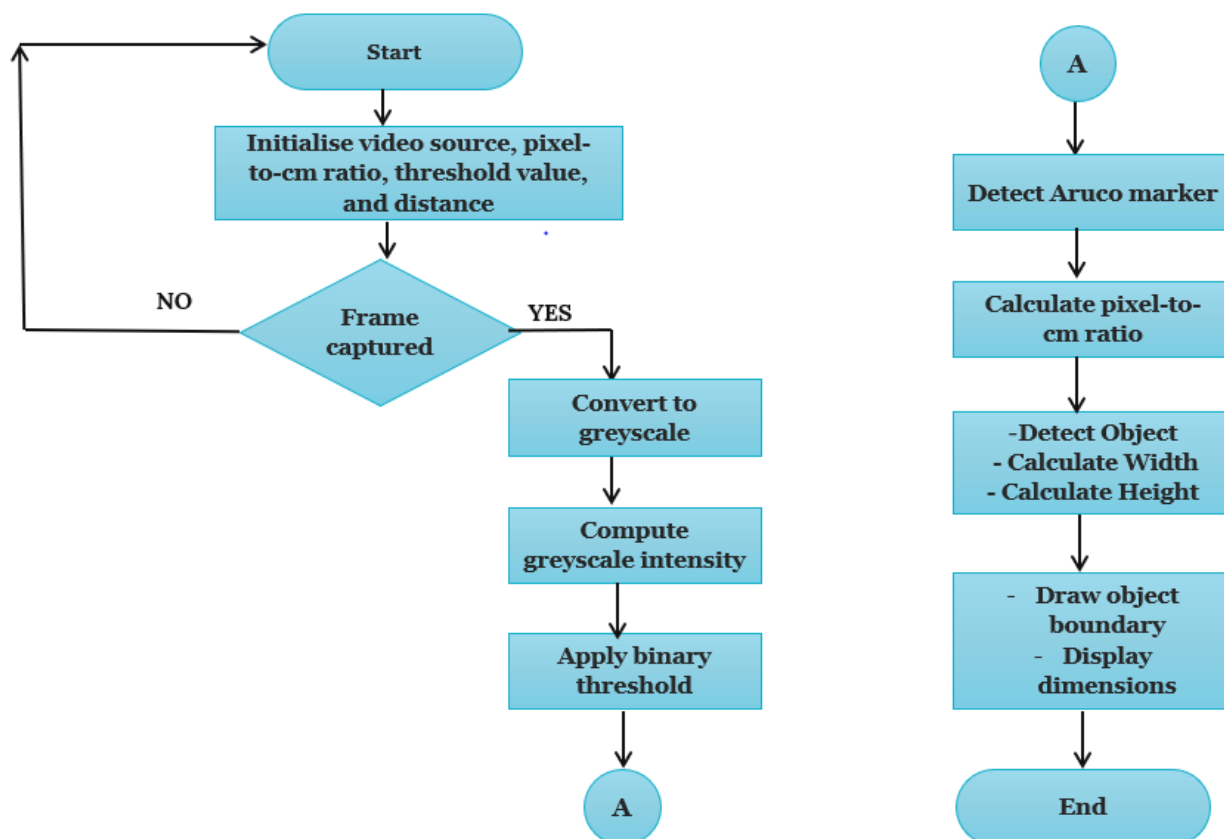 Start
Initialise video source, pixel-
to-cm ratio, threshold value,
and distance
NO
YES
Frame
captured
Convert to
greyscale
Compute
greyscale intensity
Apply binary
threshold
A
A
Detect Aruco marker
Calculate pixel-to-
cm ratio
-Detect Object
- Calculate Width
- Calculate Height
- Draw object
boundary
- Display
dimensions
End